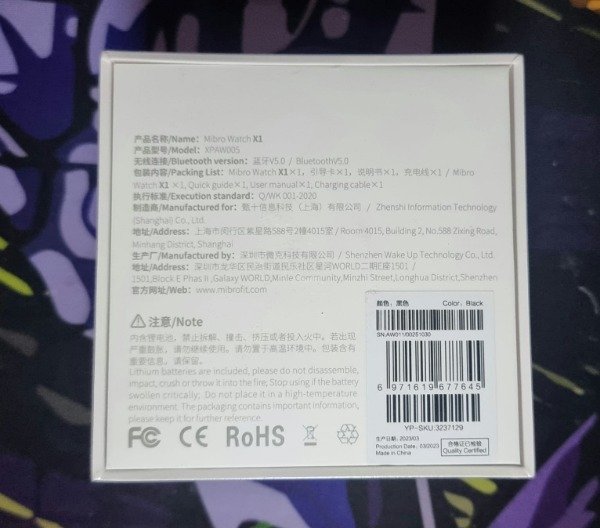 产品名称/Name: Mibro Watch X1
产品型号/Model: XPAW005
无线连接/Bluetooth version: 蓝牙V5.0 / BluetoothV5.0
包装内容/Packing List: Mibro Watch X1×1, 引导卡×1, 说明书×1, 充电线×1 / Mibro
Watch X1 ×1, Quick guide×1, User manual×1, Charging cable×1
执行标准/Execution standard: Q/WK 001-2020
制造商/Manufactured for: 甄十信息科技（上海）有限公司 / Zhenshi Information Technology
(Shanghai) Co., Ltd.
地址/Address: 上海市闵行区紫星路588号2幢4015室 / Room 4015, Building 2, No.588 Zixing Road,
Minhang District, Shanghai
生产厂/Manufactured by: 深圳市微克科技有限公司 / Shenzhen Wake Up Technology Co., Ltd.
地址/Address: 深圳市龙华区民治街道民乐社区星河WORLD二期E座1501 /
1501,Block E Phas II ,Galaxy WORLD,Minle Community,Minzhi Street,Longhua District,Shenzhen
官方网址/Web: www.mibrofit.com
注意/Note
内含锂电池，禁止拆解、撞击、挤压或者投入火中。若出现
严重鼓胀，请勿继续使用。请勿置于高温环境中。包装含有
重要信息，请保留。
Lithium batteries are included, please do not disassemble,
impact, crush or throw it into the fire; Stop using if the battery
swollen critically; Do not place it in a high-temperature
environment. The packaging contains important information,
please keep it for further reference.
FC CE RoHS
颜色: 黑色 Color: Black
SN:AW011/00251030
6 971619 677645
YP-SKU:3237129
生产日期: 2023/03
Production Date: 03/2023
Made in China
合格证已检验
Quality Certified